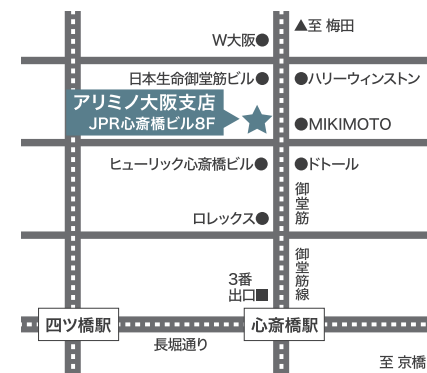 ▲至 梅田
W大阪●
日本生命御堂筋ビル●
●ハリーウィンストン
アリミノ大阪支店
JPR心斎橋ビル8F
●MIKIMOTO
ヒューリック心斎橋ビル●
●ドトール
御堂筋
ロレックス●
御堂筋線
3番
出口■
四ツ橋駅
心斎橋駅
長堀通り
至 京橋